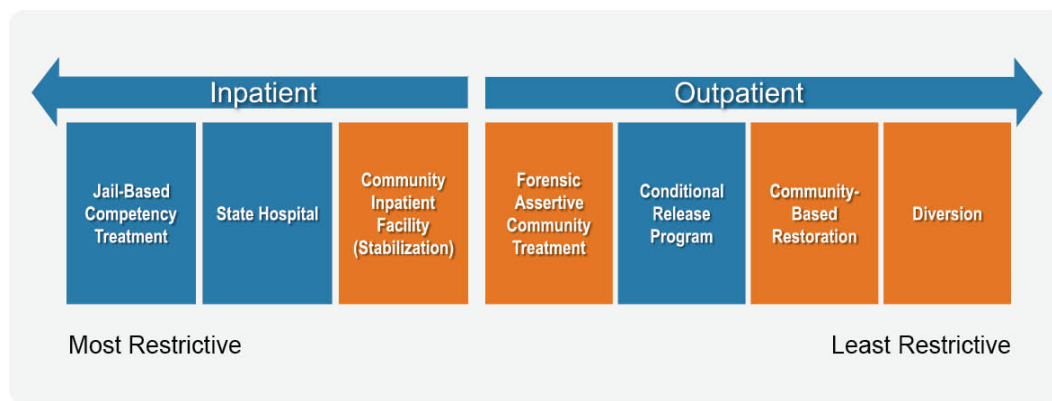 Inpatient
Outpatient
Jail-Based
Competency
Treatment
State Hospital
Community
Inpatient
Facility
(Stabilization)
Forensic
Assertive
Community
Treatment
Conditional
Release
Program
Community-
Based
Restoration
Diversion
Most Restrictive
Least Restrictive